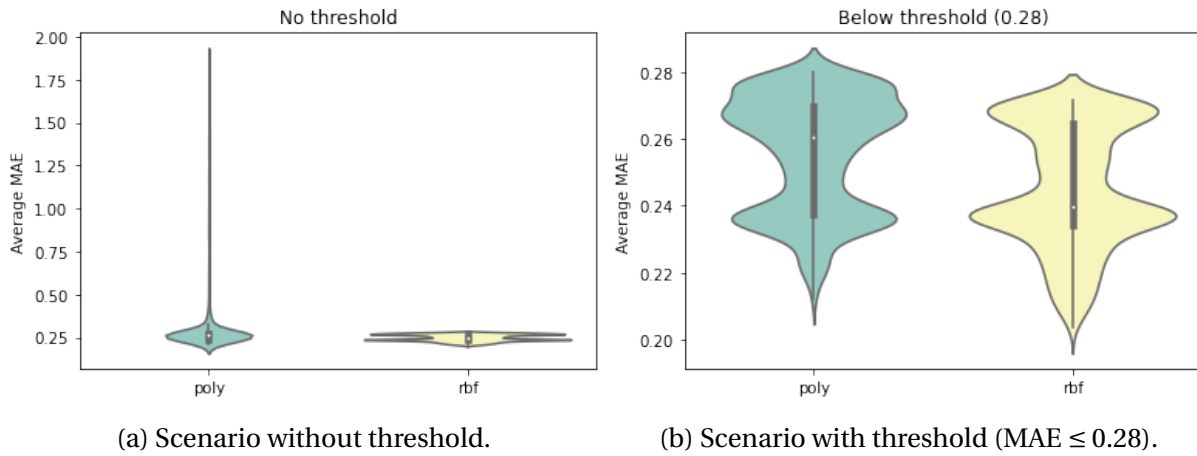 No threshold
Average MAE
2.00
1.75
1.50
1.25
1.00
0.75
0.50
0.25
poly
rbf
(a) Scenario without threshold.
Below threshold (0.28)
Average MAE
0.28
0.26
0.24
0.22
0.20
poly
rbf
(b) Scenario with threshold (MAE ≤ 0.28).